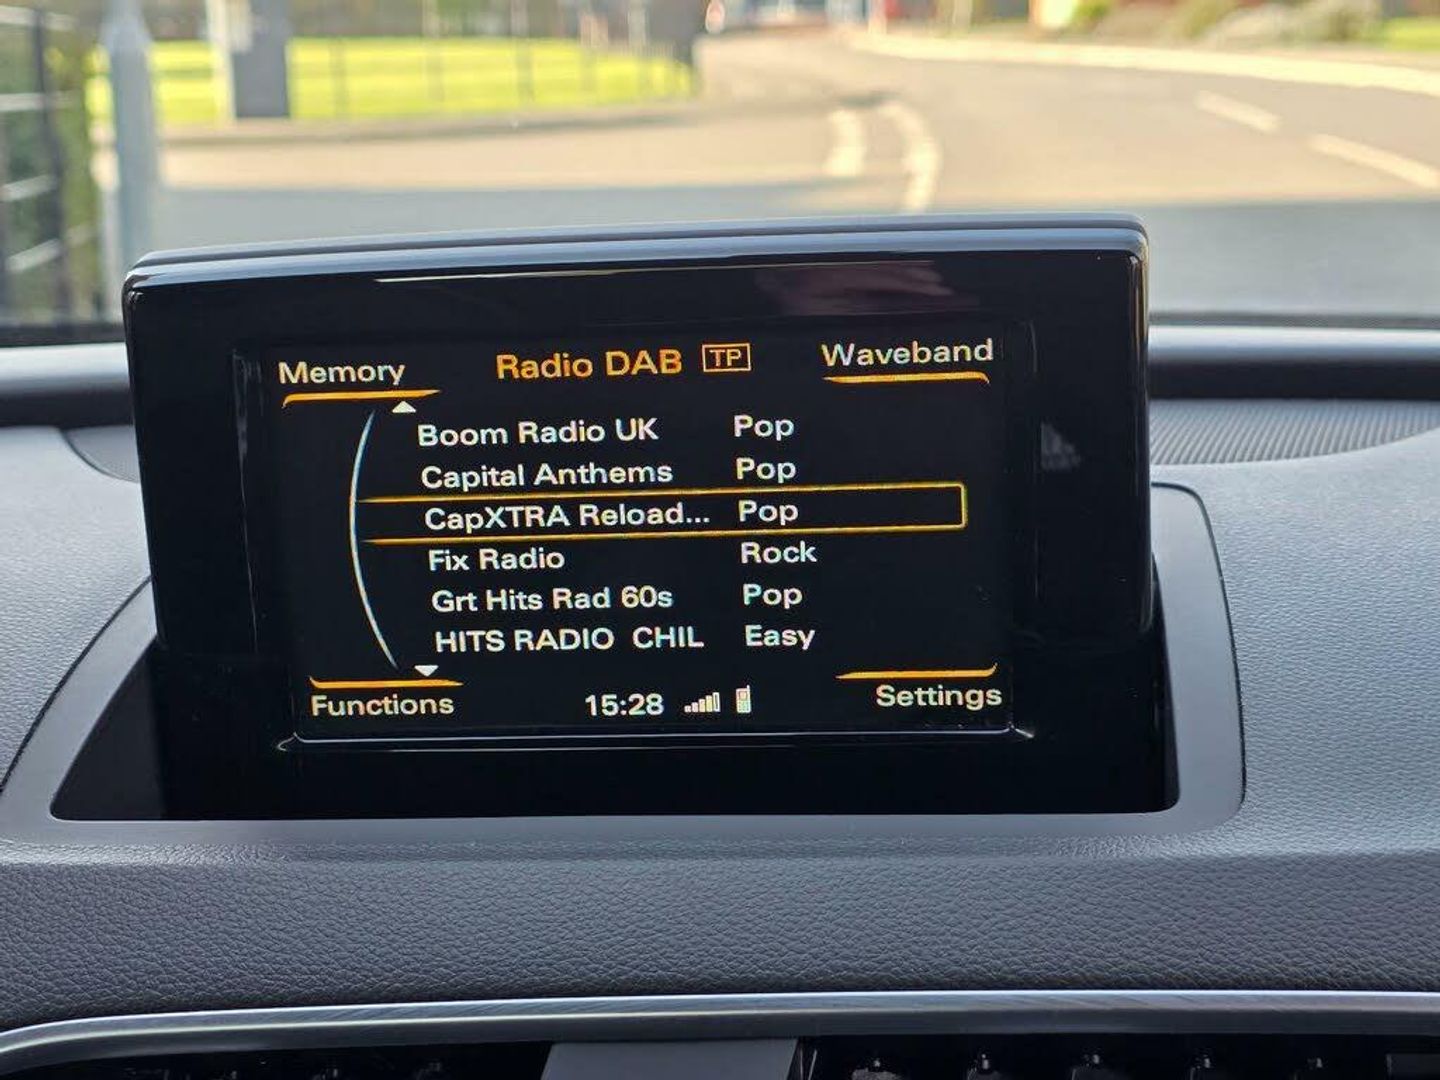 Memory Radio DAB TP Waveband
Boom Radio UK Pop
Capital Anthems Pop
CapXTRA Reload... Pop
Fix Radio Rock
Grt Hits Rad 60s Pop
HITS RADIO CHIL Easy
Functions 15:28 Settings